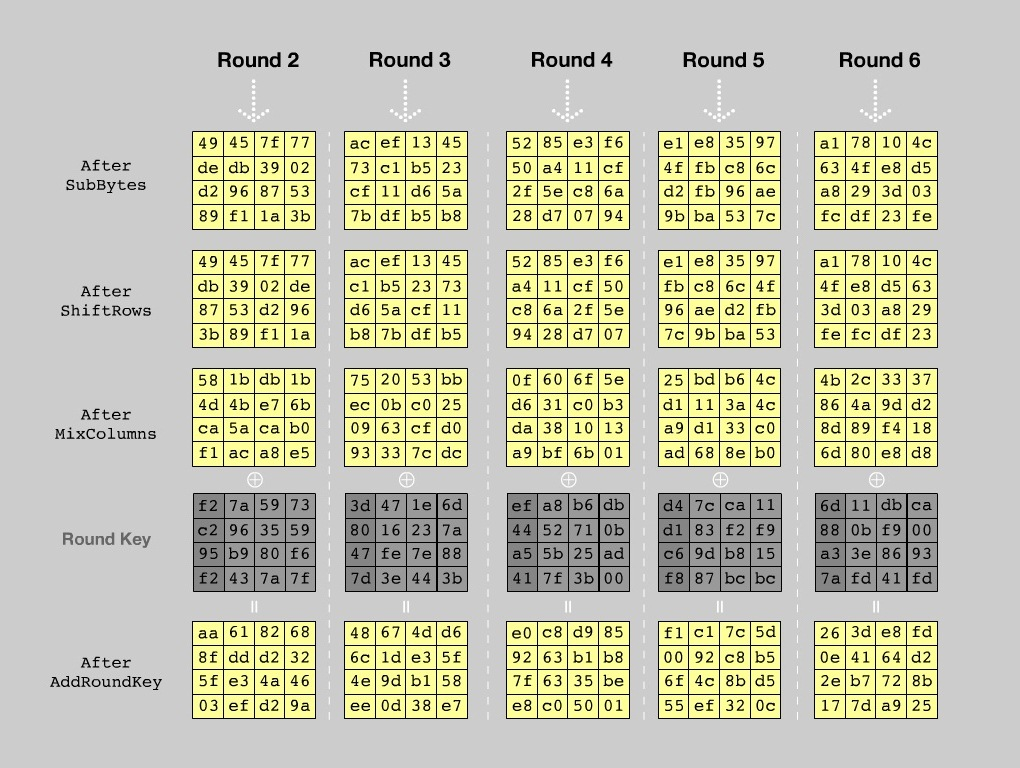 Round 2 Round 3 Round 4 Round 5 Round 6
After SubBytes
49 45 7f 77 ac ef 13 45 52 85 e3 f6 e1 e8 35 97 a1 78 10 4c
de db 39 02 73 c1 b5 23 50 a4 11 cf 4f fb c8 6c 63 4f e8 d5
d2 96 87 53 cf 11 d6 5a 2f 5e c8 6a d2 fb 96 ae a8 29 3d 03
89 f1 1a 3b 7b df b5 b8 28 d7 07 94 9b ba 53 7c fc df 23 fe
After ShiftRows
49 45 7f 77 ac ef 13 45 52 85 e3 f6 e1 e8 35 97 a1 78 10 4c
db 39 02 de c1 b5 23 73 a4 11 cf 50 fb c8 6c 4f 4f e8 d5 63
87 53 d2 96 d6 5a cf 11 c8 6a 2f 5e 96 ae d2 fb 3d 03 a8 29
3b 89 f1 1a b8 7b df b5 94 28 d7 07 7c 9b ba 53 fe fc df 23
After MixColumns
58 1b db 1b 75 20 53 bb 0f 60 6f 5e 25 bd b6 4c 4b 2c 33 37
4d 4b e7 6b ec 0b c0 25 d6 31 c0 b3 d1 11 3a 4c 86 4a 9d d2
ca 5a ca b0 09 63 cf d0 da 38 10 13 a9 d1 33 c0 8d 89 f4 18
f1 ac a8 e5 93 33 7c dc a9 bf 6b 01 ad 68 8e b0 6d 80 e8 d8
⊕ ⊕ ⊕ ⊕ ⊕
Round Key
f2 7a 59 73 3d 47 1e 6d ef a8 b6 db d4 7c ca 11 6d 11 db ca
c2 96 35 59 80 16 23 7a 44 52 71 0b d1 83 f2 f9 88 0b f9 00
95 b9 80 f6 47 fe 7e 88 a5 5b 25 ad c6 9d b8 15 a3 3e 86 93
f2 43 7a 7f 7d 3e 44 3b 41 7f 3b 00 f8 87 bc bc 7a fd 41 fd
= = = = =
After AddRoundKey
aa 61 82 68 48 67 4d d6 e0 c8 d9 85 f1 c1 7c 5d 26 3d e8 fd
8f dd d2 32 6c 1d e3 5f 92 63 b1 b8 00 92 c8 b5 0e 41 64 d2
5f e3 4a 46 4e 9d b1 58 7f 63 35 be 6f 4c 8b d5 2e b7 72 8b
03 ef d2 9a ee 0d 38 e7 e8 c0 50 01 55 ef 32 0c 17 7d a9 25